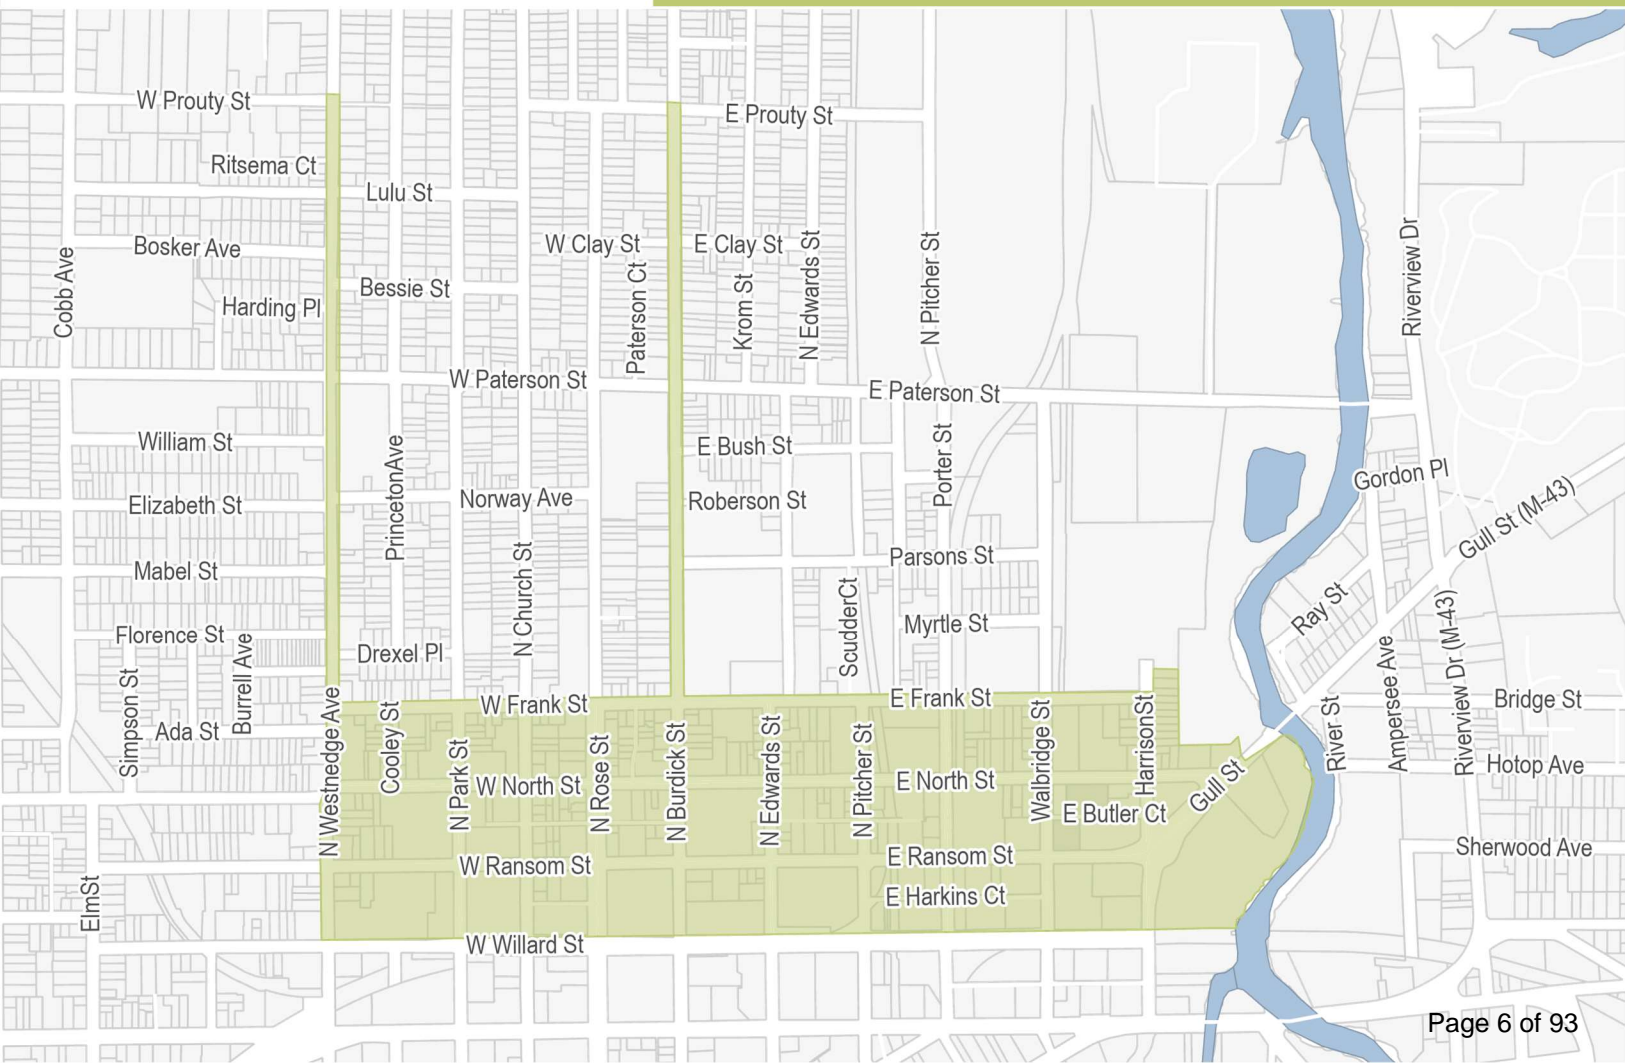 W Prouty St
E Prouty St
Ritsema Ct
Lulu St
Bosker Ave
W Clay St
E Clay St
N Edwards St
N Pitcher St
Riverview Dr
Cobb Ave
Paterson Ct
Krom St
Bessie St
Harding Pl
W Paterson St
E Paterson St
William St
PrincetonAve
E Bush St
Porter St
Gordon Pl
Elizabeth St
Norway Ave
Roberson St
Gull St (M-43)
Mabel St
N Church St
Parsons St
ScudderCt
Ray St
Riverview Dr (M-43)
Florence St
Burrell Ave
Drexel Pl
Myrtle St
Simpson St
Ampersee Ave
N Westnedge Ave
W Frank St
E Frank St
Bridge St
Ada St
Cooley St
N Park St
N Rose St
N Burdick St
N Edwards St
N Pitcher St
Walbridge St
HarrisonSt
River St
W North St
E North St
Gull St
Hotop Ave
E Butler Ct
W Ransom St
E Ransom St
Sherwood Ave
ElmSt
E Harkins Ct
W Willard St
Page 6 of 93